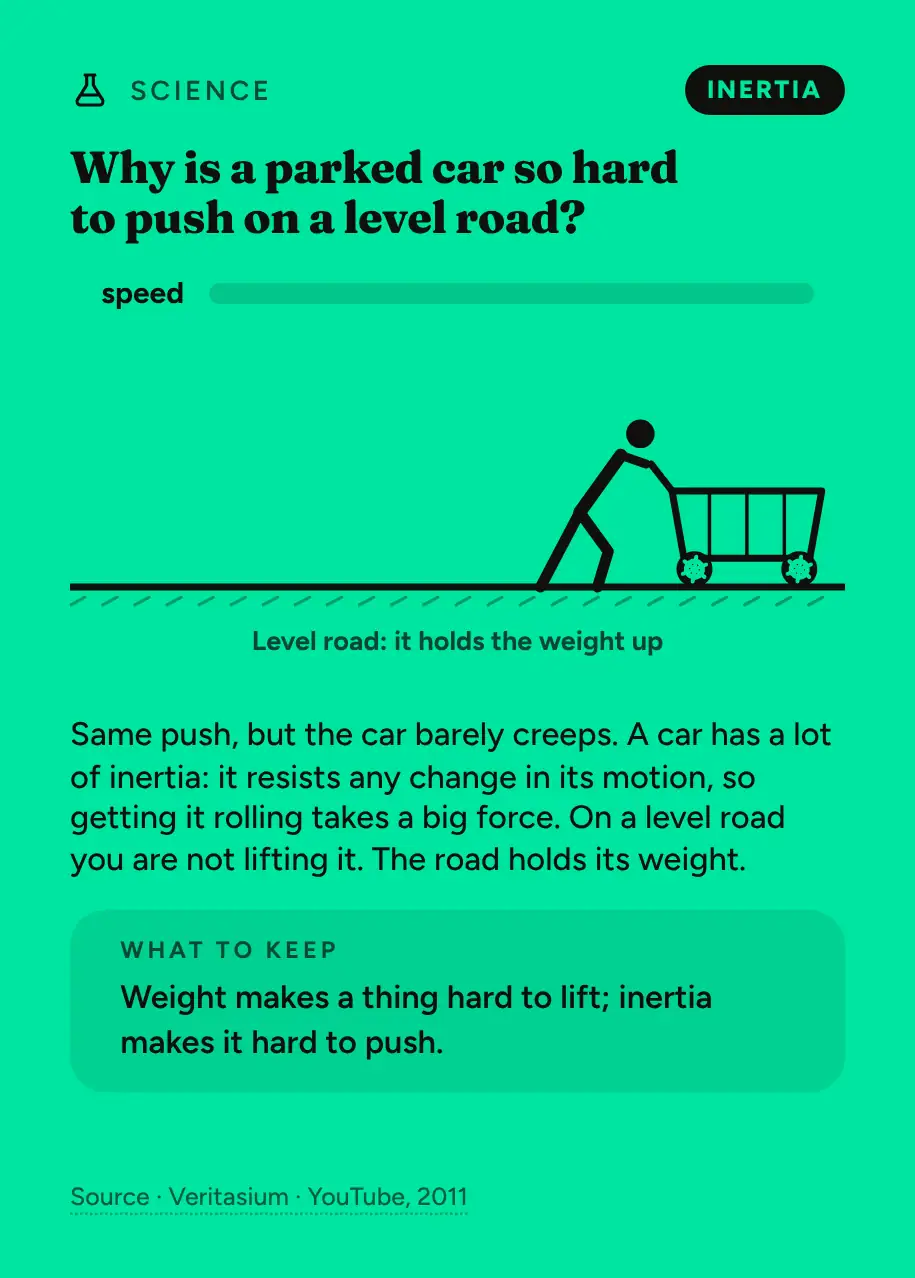 SCIENCE
INERTIA
Why is a parked car so hard
to push on a level road?
speed
Level road: it holds the weight up
Same push, but the car barely creeps. A car has a lot
of inertia: it resists any change in its motion, so
getting it rolling takes a big force. On a level road
you are not lifting it. The road holds its weight.
WHAT TO KEEP
Weight makes a thing hard to lift; inertia
makes it hard to push.
Source · Veritasium · YouTube, 2011